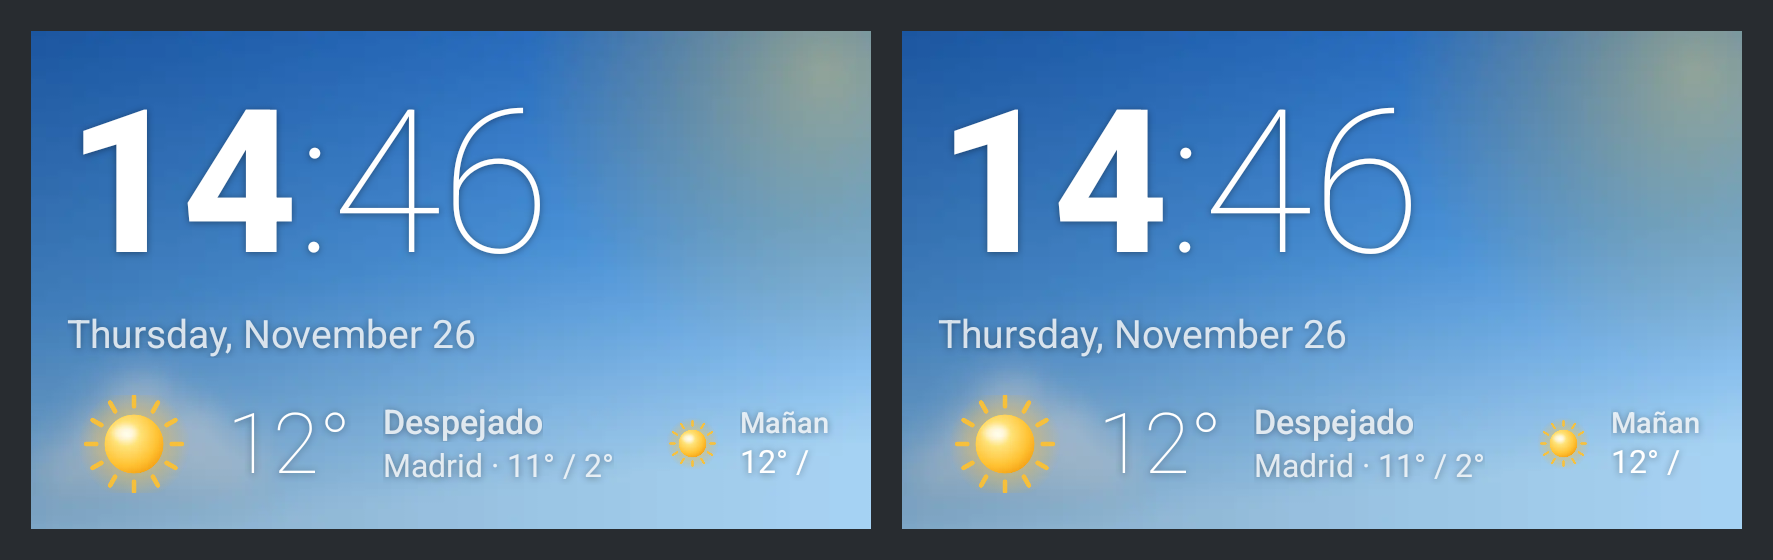 14:46
Thursday, November 26
12°
Despejado
Madrid · 11° / 2°
Mañan
12° /
14:46
Thursday, November 26
12°
Despejado
Madrid · 11° / 2°
Mañan
12° /